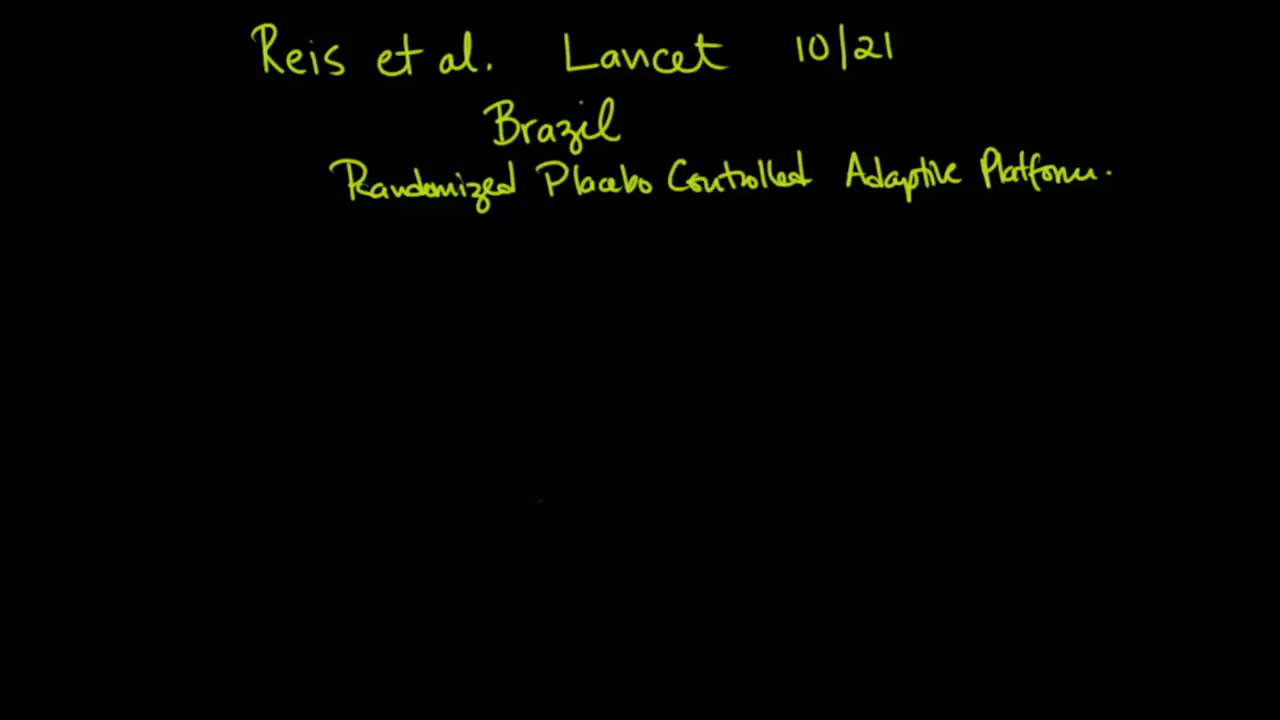 Reis et al. Lancet 10/21
Brazil
Randomized Placebo Controlled Adaptive Platform.